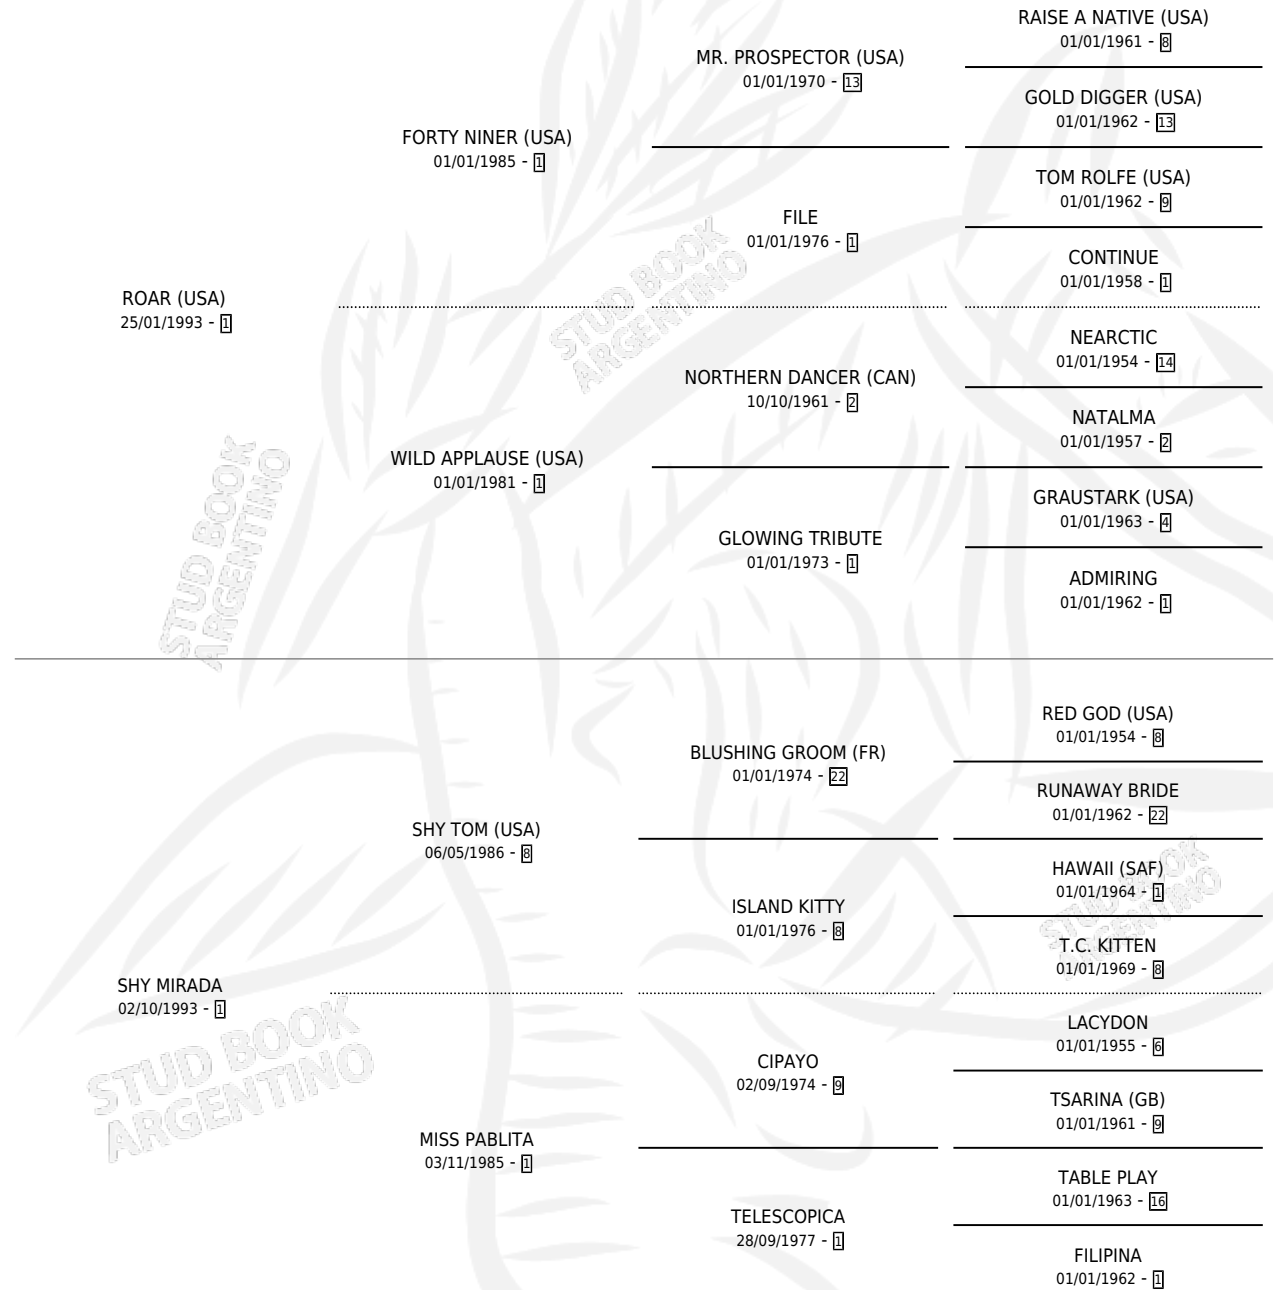 RAISE A NATIVE (USA)
01/01/1961 - 8
MR. PROSPECTOR (USA)
01/01/1970 - 13
GOLD DIGGER (USA)
01/01/1962 - 13
FORTY NINER (USA)
01/01/1985 - 1
TOM ROLFE (USA)
01/01/1962 - 9
FILE
01/01/1976 - 1
CONTINUE
01/01/1958 - 1
ROAR (USA)
25/01/1993 - 1
NEARCTIC
01/01/1954 - 14
NORTHERN DANCER (CAN)
10/10/1961 - 2
NATALMA
01/01/1957 - 2
WILD APPLAUSE (USA)
01/01/1981 - 1
GRAUSTARK (USA)
01/01/1963 - 4
GLOWING TRIBUTE
01/01/1973 - 1
ADMIRING
01/01/1962 - 1
STUD BOOK
ARGENTINO
STUD BOOK
ARGENTINO
RED GOD (USA)
01/01/1954 - 8
BLUSHING GROOM (FR)
01/01/1974 - 22
RUNAWAY BRIDE
01/01/1962 - 22
SHY TOM (USA)
06/05/1986 - 8
HAWAII (SAF)
01/01/1964 - 1
ISLAND KITTY
01/01/1976 - 8
T.C. KITTEN
01/01/1969 - 8
SHY MIRADA
02/10/1993 - 1
LACYDON
01/01/1955 - 6
CIPAYO
02/09/1974 - 9
TSARINA (GB)
01/01/1961 - 9
MISS PABLITA
03/11/1985 - 1
TABLE PLAY
01/01/1963 - 16
TELESCOPICA
28/09/1977 - 1
FILIPINA
01/01/1962 - 1
STUD BOOK
ARGENTINO
STUD BOOK
ARGENTINO